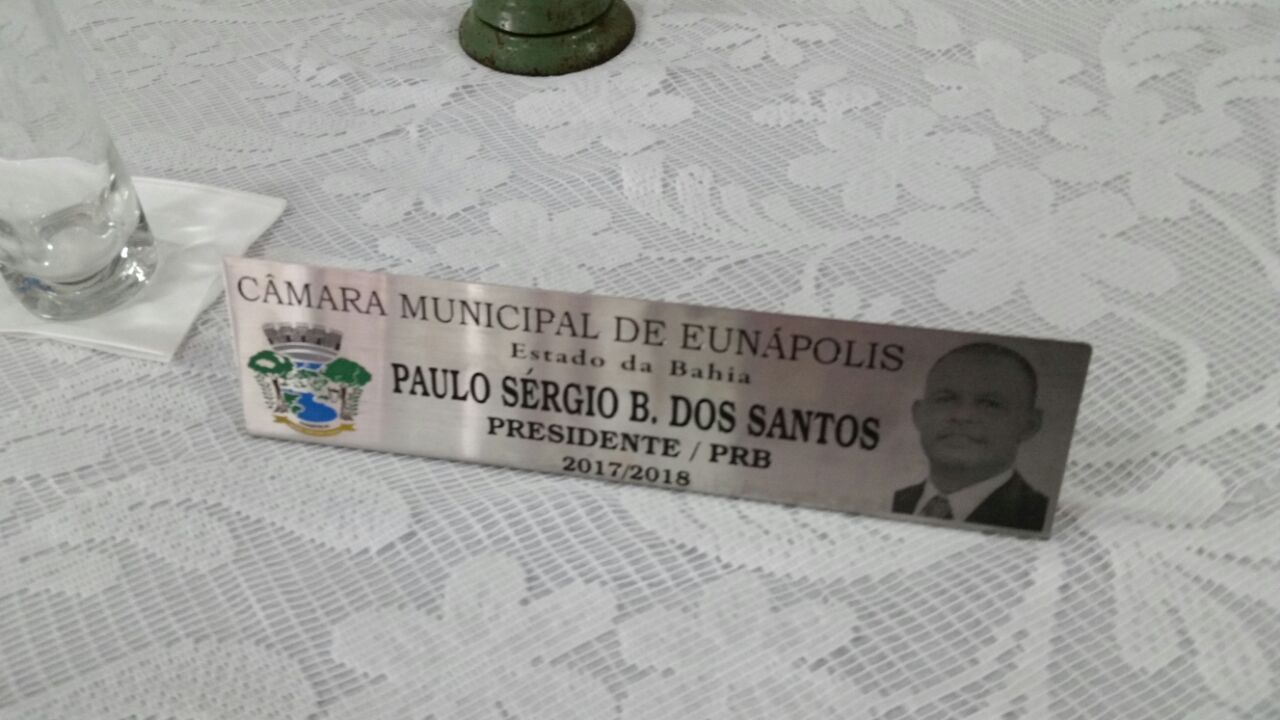 CÂMARA MUNICIPAL DE EUNÁPOLIS
Estado da Bahia
PAULO SÉRGIO B. DOS SANTOS
PRESIDENTE / PRB
2017/2018